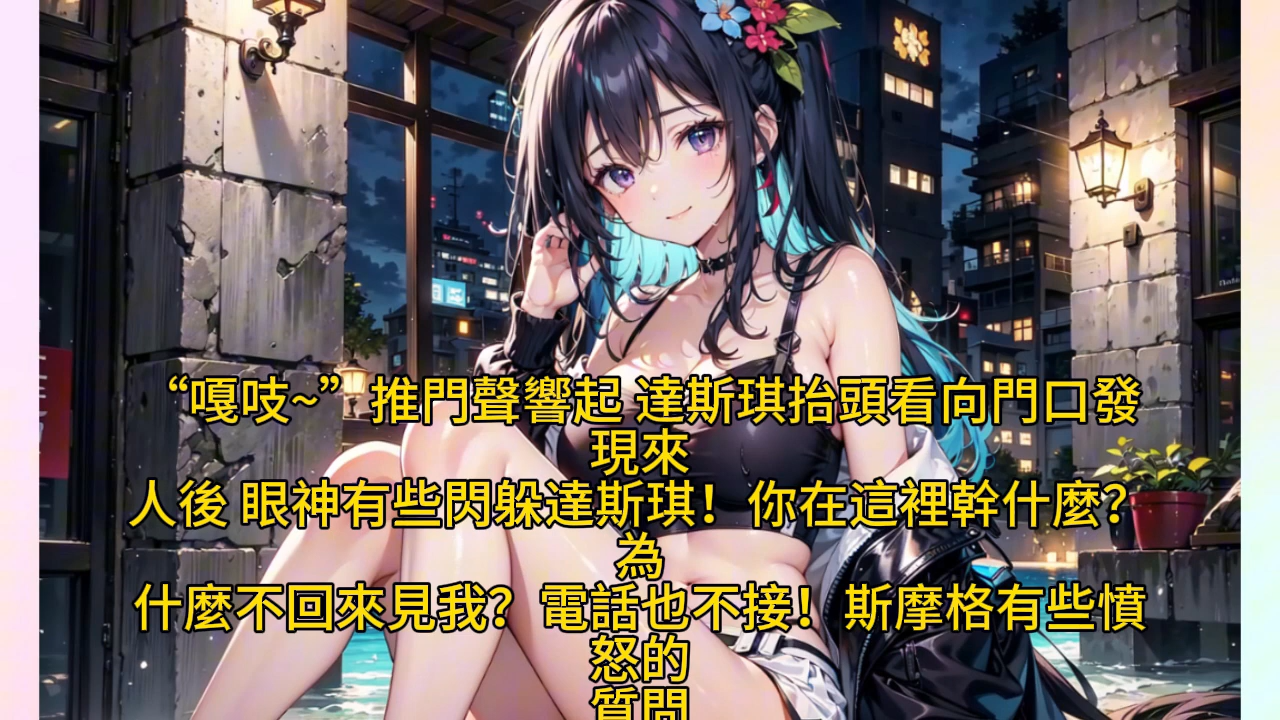 “嘎吱~”推門聲響起 達斯琪抬頭看向門口發
現來
人後 眼神有些閃躲達斯琪！你在這裡幹什麼？
為
什麼不回來見我？電話也不接！斯摩格有些憤
怒的
質問